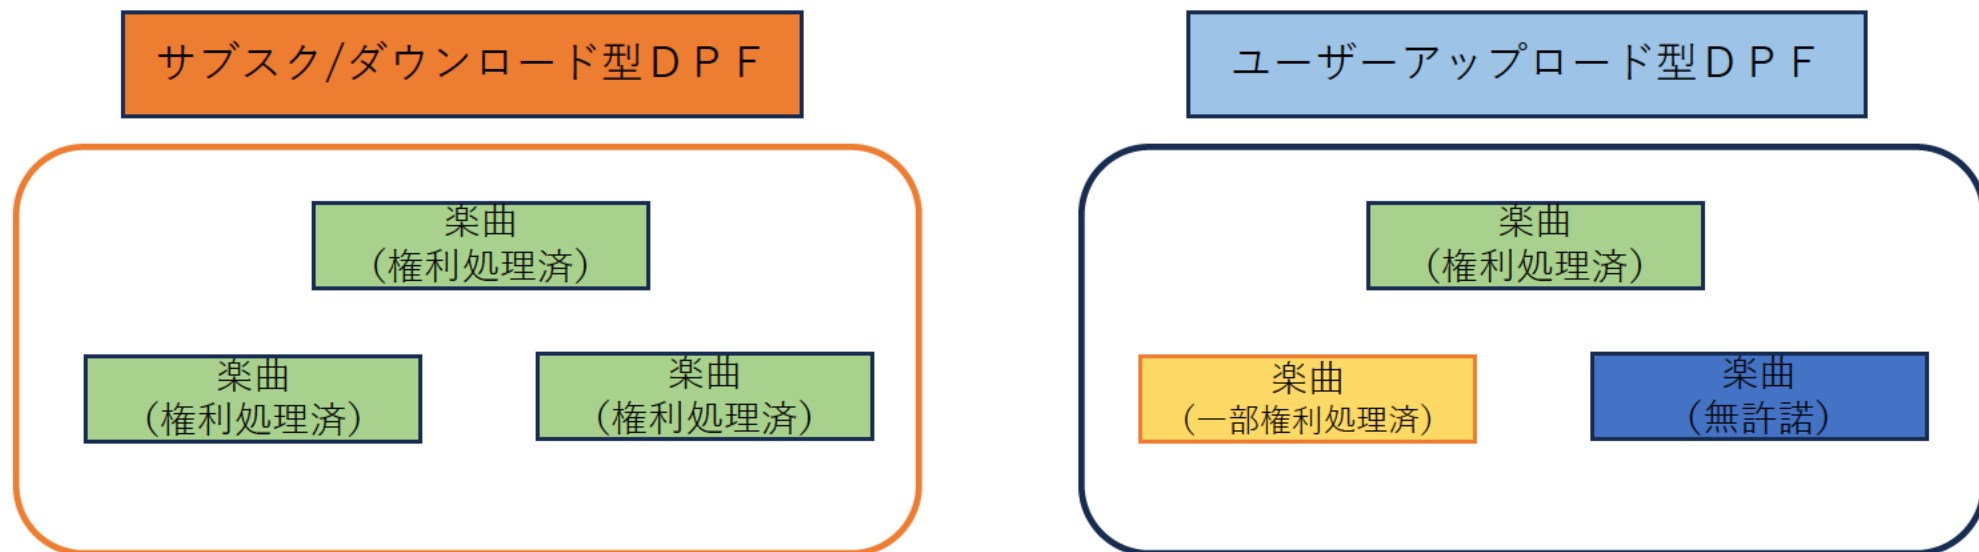 サブスク/ダウンロード型ＤＰＦ
ユーザーアップロード型ＤＰＦ
楽曲
（権利処理済）
楽曲
（権利処理済）
楽曲
（権利処理済）
楽曲
（権利処理済）
楽曲
（一部権利処理済）
楽曲
（無許諾）